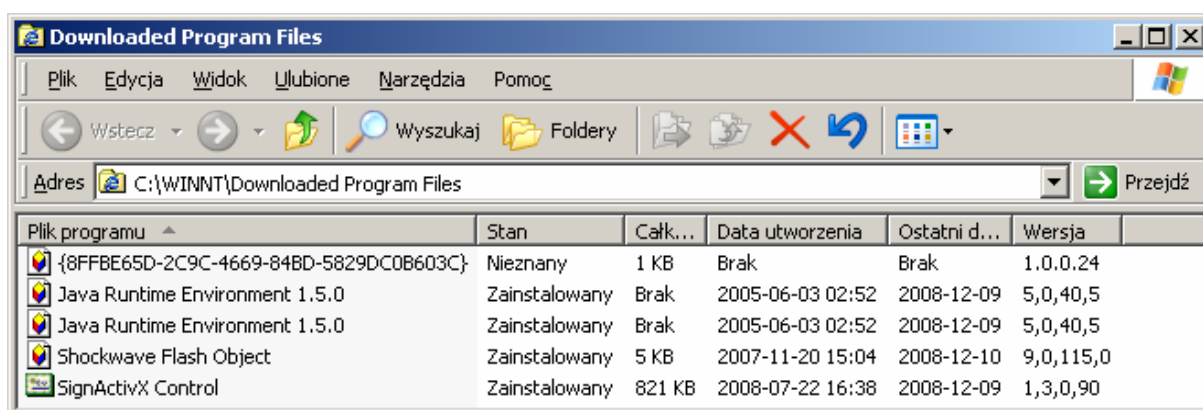 Downloaded Program Files
Plik Edycja Widok Ulubione Narzędzia Pomoc
Wstecz Wyszukaj Foldery
Adres C:\WINNT\Downloaded Program Files Przejdź
Plik programu Stan Całk... Data utworzenia Ostatni d... Wersja
{8FFBE65D-2C9C-4669-84BD-5829DC0B603C} Nieznany 1 KB Brak Brak 1.0.0.24
Java Runtime Environment 1.5.0 Zainstalowany Brak 2005-06-03 02:52 2008-12-09 5,0,40,5
Java Runtime Environment 1.5.0 Zainstalowany Brak 2005-06-03 02:52 2008-12-09 5,0,40,5
Shockwave Flash Object Zainstalowany 5 KB 2007-11-20 15:04 2008-12-10 9,0,115,0
SignActivX Control Zainstalowany 821 KB 2008-07-22 16:38 2008-12-09 1,3,0,90